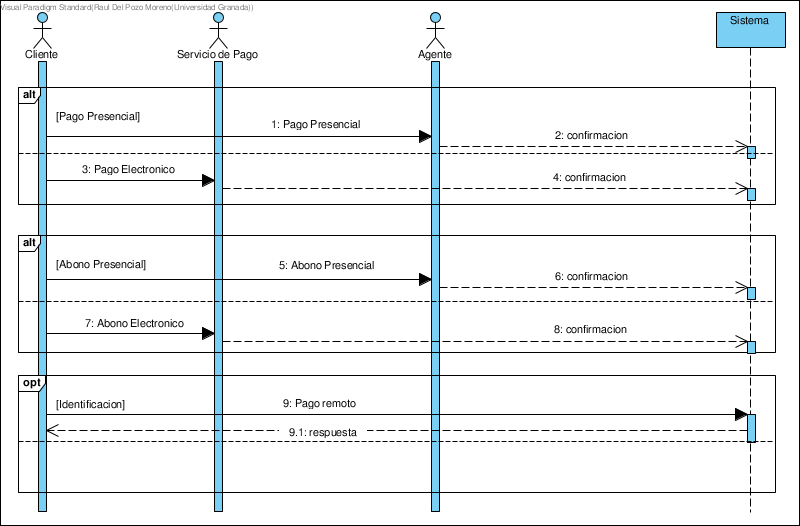 Visual Paradigm Standard(Raul Del Pozo Moreno(Universidad Granada))
Sistema
Cliente
Servicio de Pago
Agente
alt
[Pago Presencial]
1: Pago Presencial
2: confirmacion
3: Pago Electronico
4: confirmacion
alt
[Abono Presencial]
5: Abono Presencial
6: confirmacion
7: Abono Electronico
8: confirmacion
opt
[Identificacion]
9: Pago remoto
9.1: respuesta